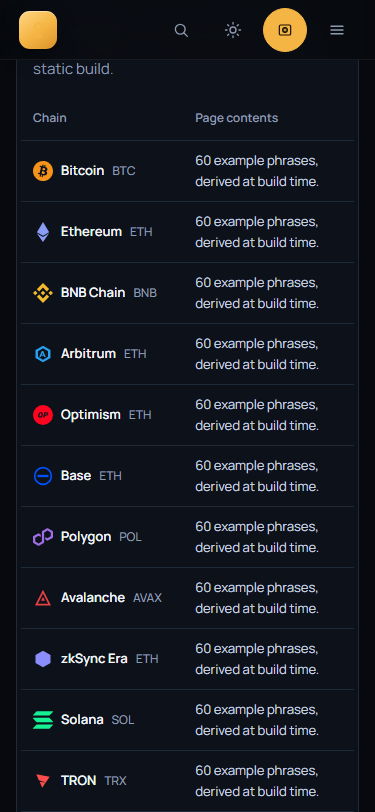 static build.
Chain Page contents
Bitcoin BTC 60 example phrases,
derived at build time.
Ethereum ETH 60 example phrases,
derived at build time.
BNB Chain BNB 60 example phrases,
derived at build time.
Arbitrum ETH 60 example phrases,
derived at build time.
OP Optimism ETH 60 example phrases,
derived at build time.
Base ETH 60 example phrases,
derived at build time.
Polygon POL 60 example phrases,
derived at build time.
Avalanche AVAX 60 example phrases,
derived at build time.
zkSync Era ETH 60 example phrases,
derived at build time.
Solana SOL 60 example phrases,
derived at build time.
TRON TRX 60 example phrases,
derived at build time.